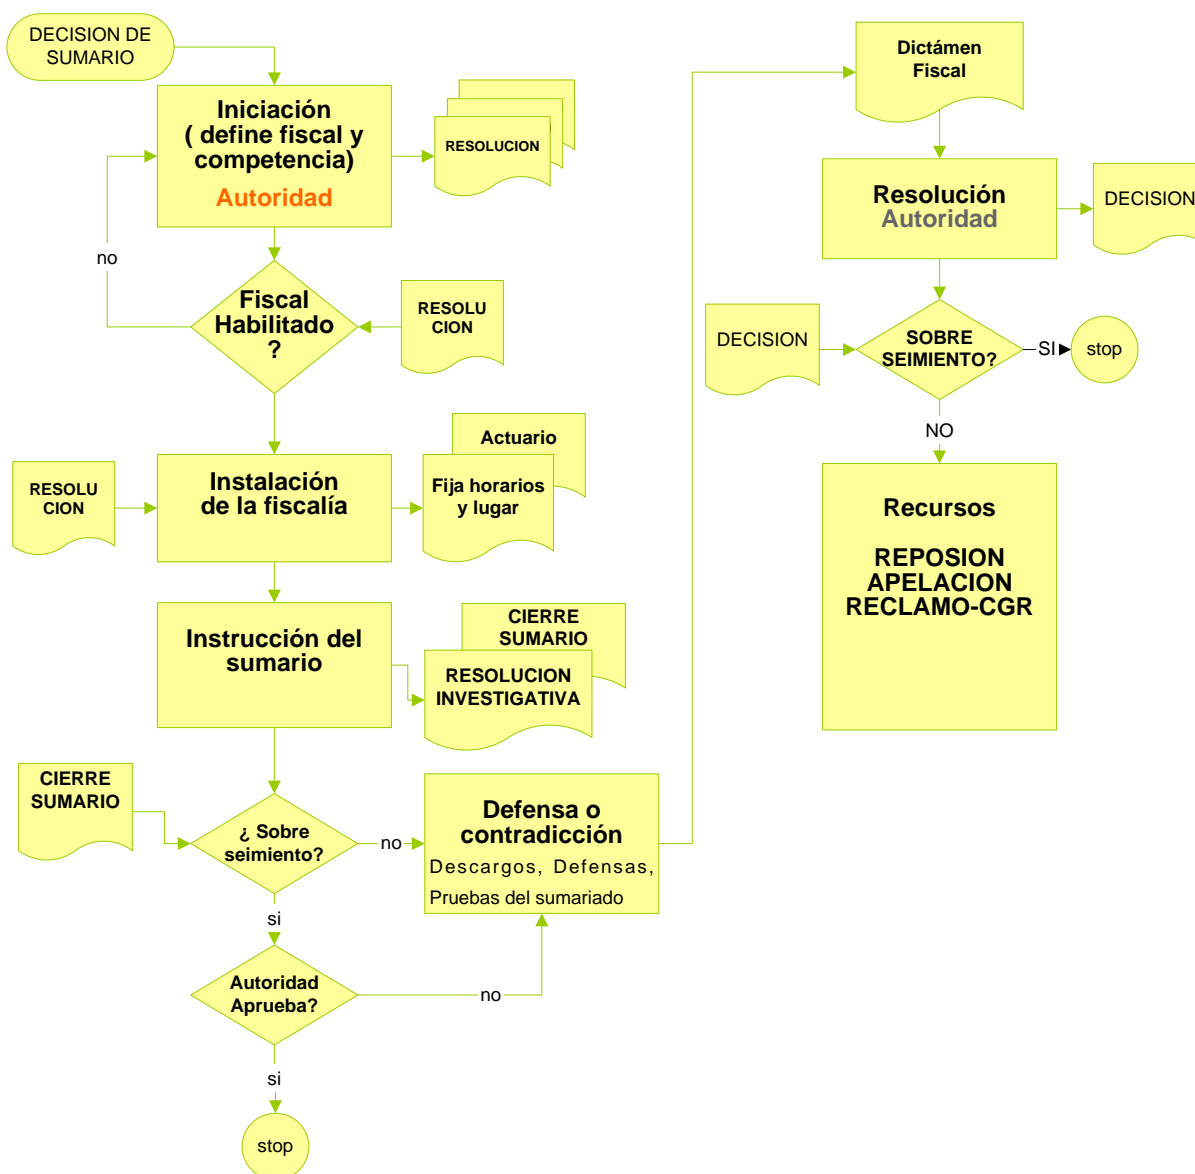 DECISION DE
SUMARIO
Iniciación
( define fiscal y
competencia)
Autoridad
RESOLUCION
no
Fiscal
Habilitado
?
RESOLU
CION
RESOLU
CION
Instalación
de la fiscalía
Actuario
Fija horarios
y lugar
Instrucción del
sumario
CIERRE
SUMARIO
RESOLUCION
INVESTIGATIVA
CIERRE
SUMARIO
¿ Sobre
seimiento?
no
Defensa o
contradicción
Descargos, Defensas,
Pruebas del sumariado
si
Autoridad
Aprueba?
no
si
stop
Dictámen
Fiscal
Resolución
Autoridad
DECISION
DECISION
SOBRE
SEIMIENTO?
SI
stop
NO
Recursos
REPOSION
APELACION
RECLAMO-CGR